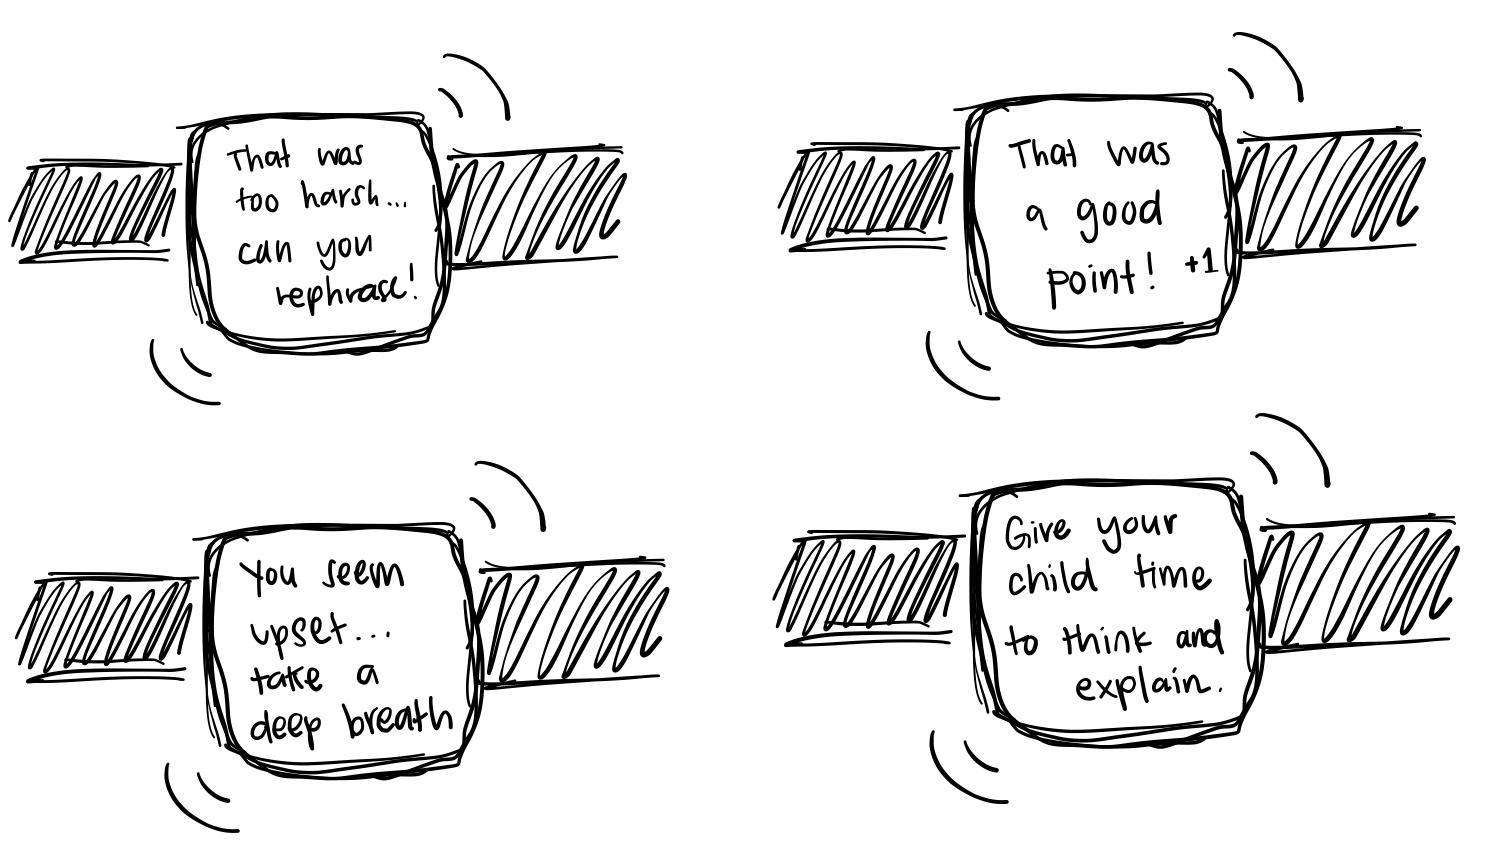 That was
too harsh...
can you
rephrase!
That was
a good
point! +1
You seem
upset...
take a
deep breath
Give your
child time
to think and
explain.